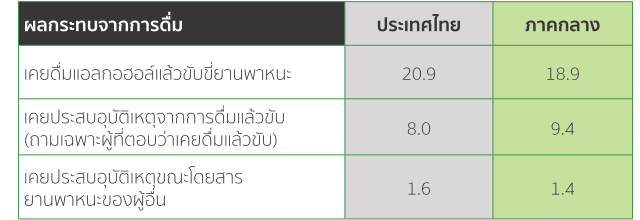 ผลกระทบจากการดื่ม ประเทศไทย ภาคกลาง
เคยดื่มแอลกอฮอล์แล้วขับขี่ยานพาหนะ 20.9 18.9
เคยประสบอุบัติเหตุจากการดื่มแล้วขับ
(ถามเฉพาะผู้ที่ตอบว่าเคยดื่มแล้วขับ) 8.0 9.4
เคยประสบอุบัติเหตุขณะโดยสาร
ยานพาหนะของผู้อื่น 1.6 1.4